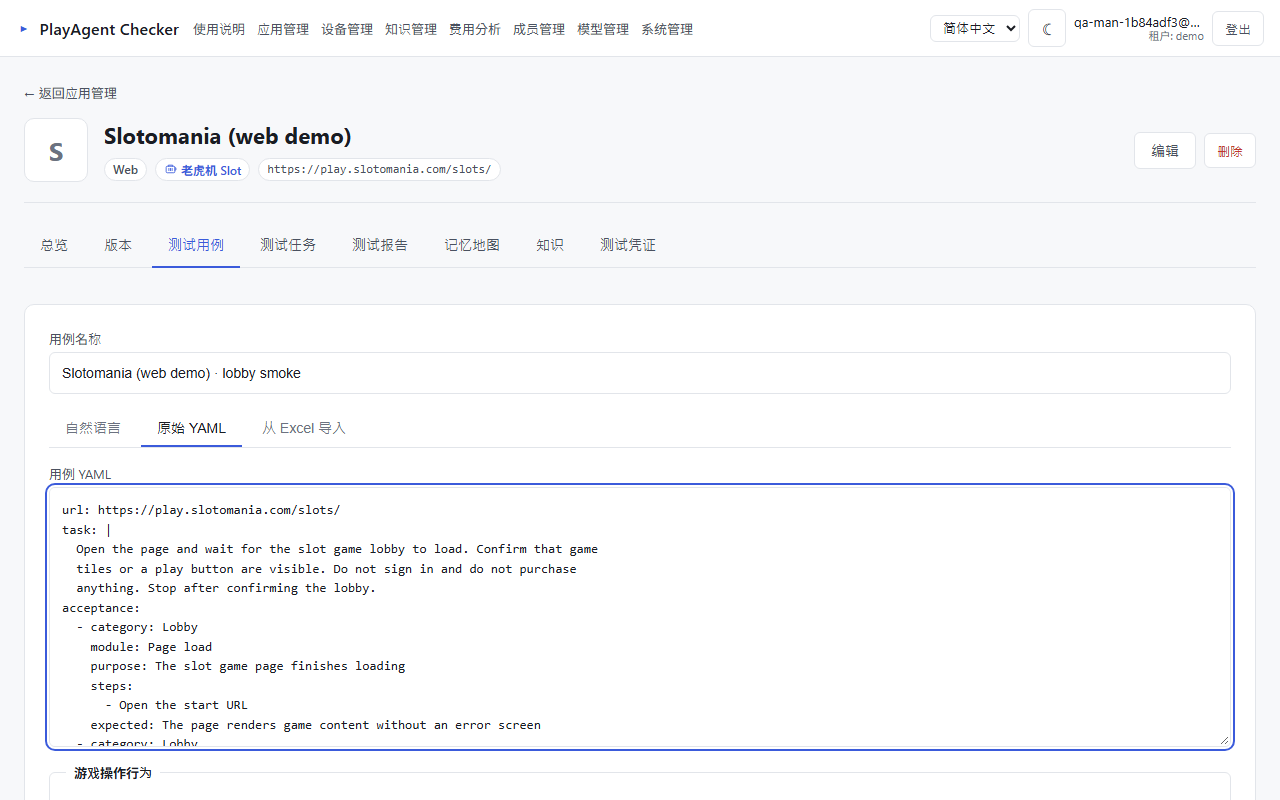 PlayAgent Checker 使用说明 应用管理 设备管理 知识管理 费用分析 成员管理 模型管理 系统管理 简体中文 qa-man-1b84adf3@... 登出
租户: demo
← 返回应用管理
S
Slotomania (web demo)
Web 老虎机 Slot https://play.slotomania.com/slots/
编辑 删除
总览 版本 测试用例 测试任务 测试报告 记忆地图 知识 测试凭证
用例名称
Slotomania (web demo) · lobby smoke
自然语言 原始 YAML 从 Excel 导入
用例 YAML
url: https://play.slotomania.com/slots/
task: |
Open the page and wait for the slot game lobby to load. Confirm that game
tiles or a play button are visible. Do not sign in and do not purchase
anything. Stop after confirming the lobby.
acceptance:
- category: Lobby
module: Page load
purpose: The slot game page finishes loading
steps:
- Open the start URL
expected: The page renders game content without an error screen
- category: Lobby
游戏操作行为